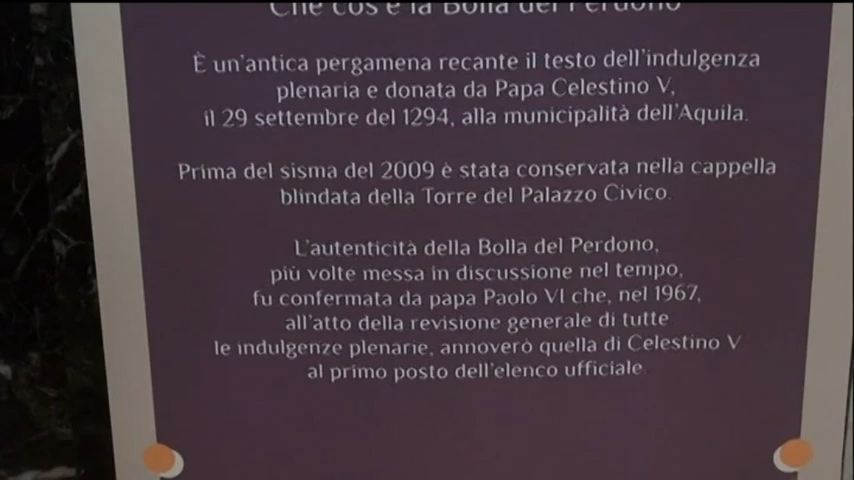 Che cos'è la Bolla del Perdono
È un'antica pergamena recante il testo dell'indulgenza
plenaria e donata da Papa Celestino V,
il 29 settembre del 1294, alla municipalità dell'Aquila.
Prima del sisma del 2009 è stata conservata nella cappella
blindata della Torre del Palazzo Civico.
L'autenticità della Bolla del Perdono,
più volte messa in discussione nel tempo,
fu confermata da papa Paolo VI che, nel 1967,
all'atto della revisione generale di tutte
le indulgenze plenarie, annoverò quella di Celestino V
al primo posto dell'elenco ufficiale.